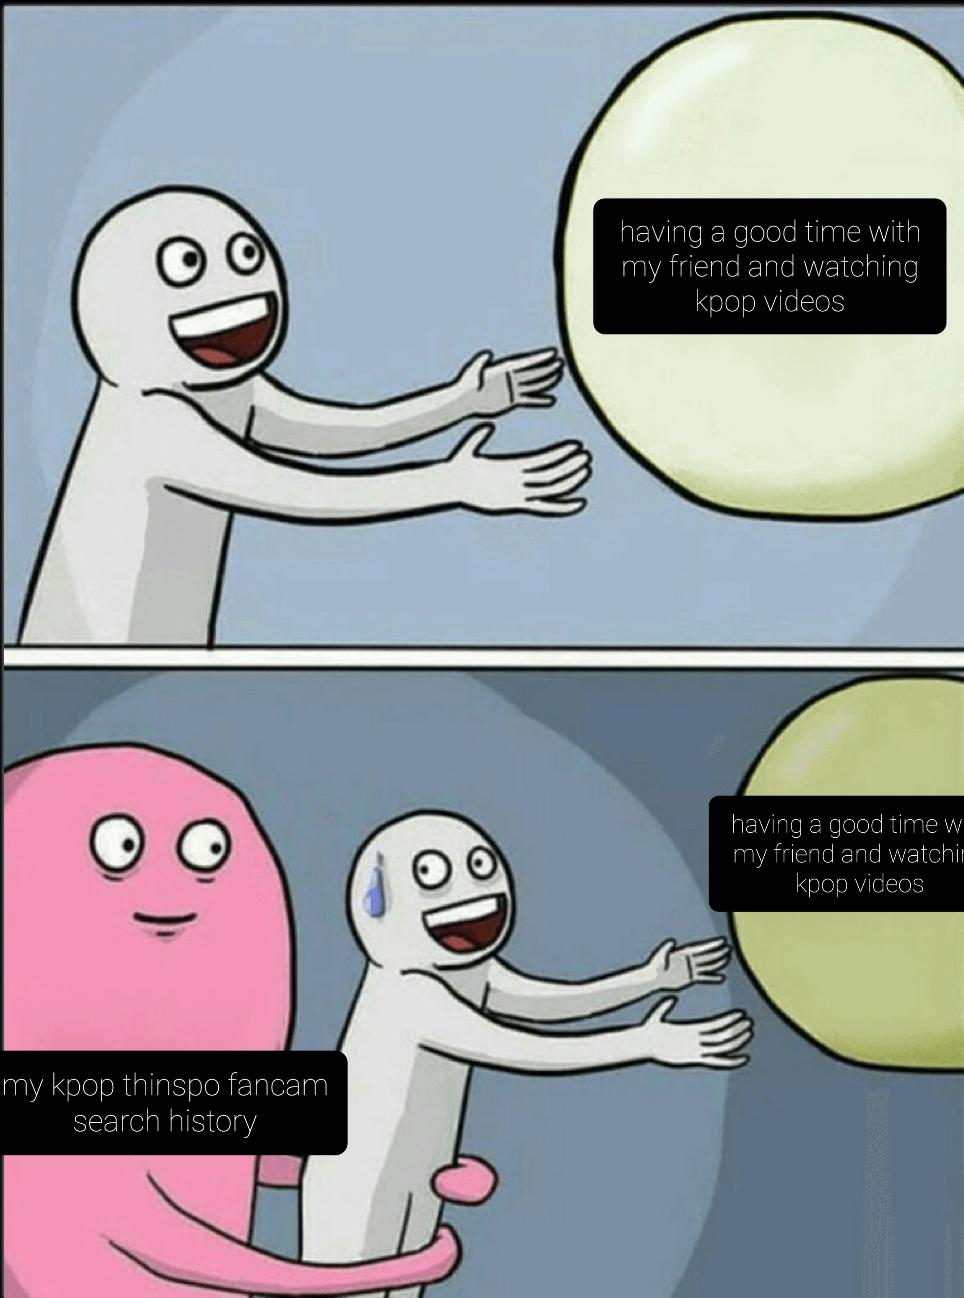 having a good time with
my friend and watching
kpop videos
having a good time w
my friend and watchin
kpop videos
my kpop thinspo fancam
search history